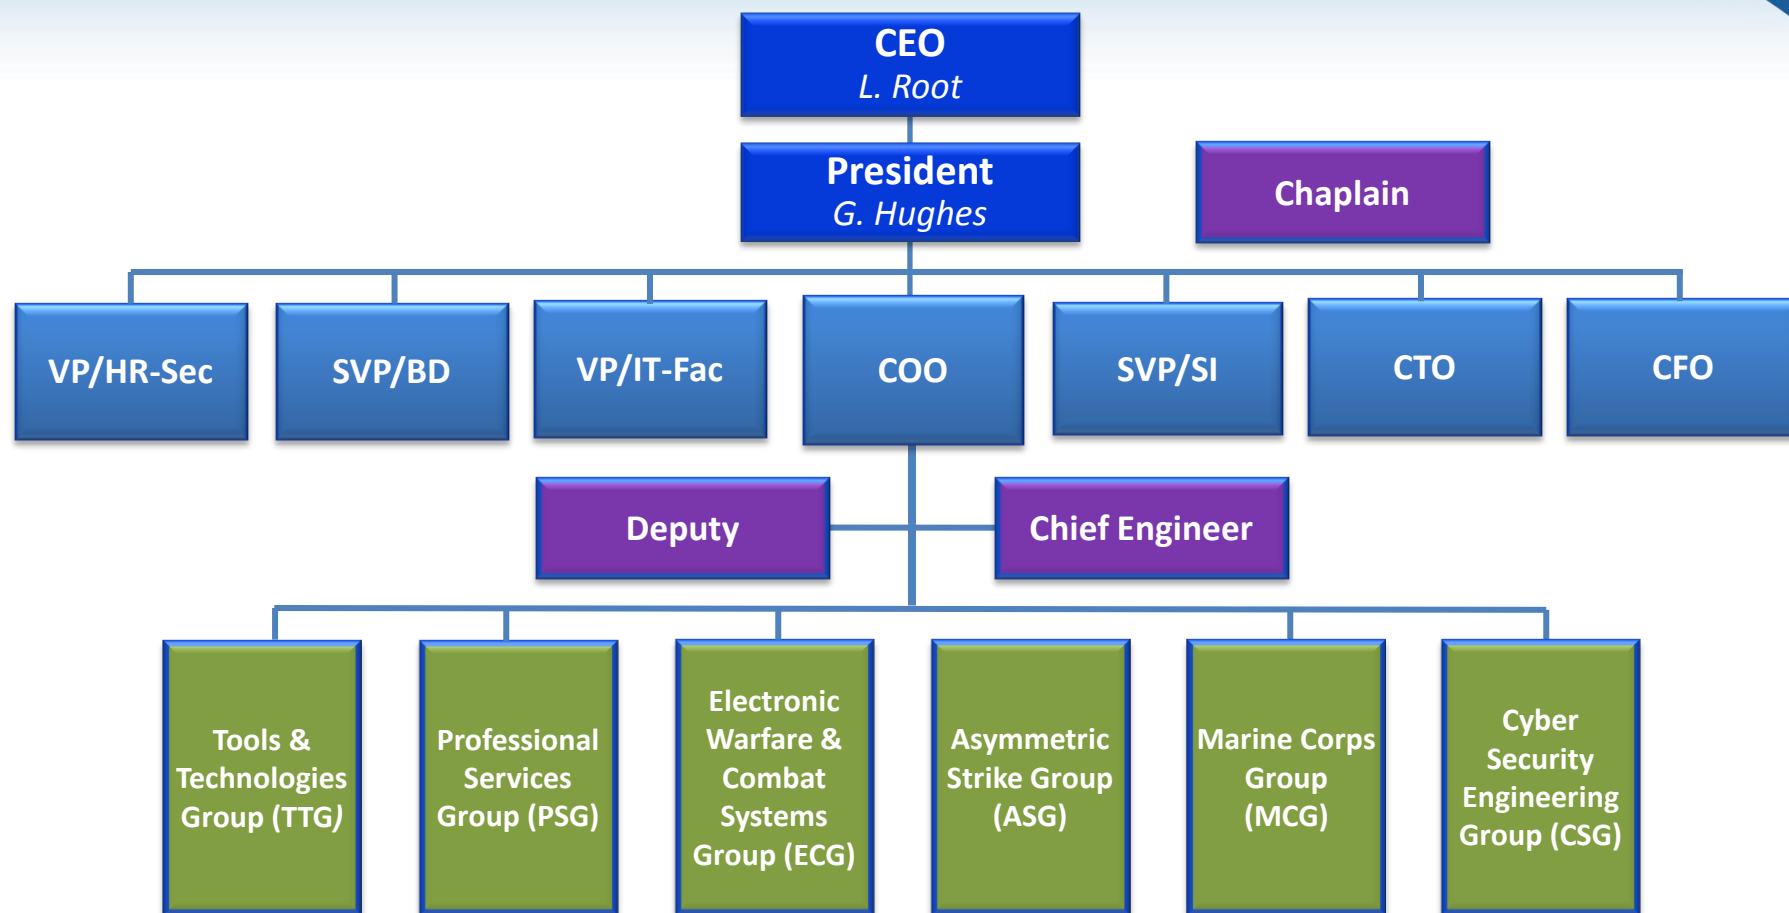 CEO
L. Root
President
G. Hughes
Chaplain
VP/HR-Sec
SVP/BD
VP/IT-Fac
COO
SVP/SI
CTO
CFO
Deputy
Chief Engineer
Tools &
Technologies
Group (TTG)
Professional
Services
Group (PSG)
Electronic
Warfare &
Combat
Systems
Group (ECG)
Asymmetric
Strike Group
(ASG)
Marine Corps
Group
(MCG)
Cyber
Security
Engineering
Group (CSG)